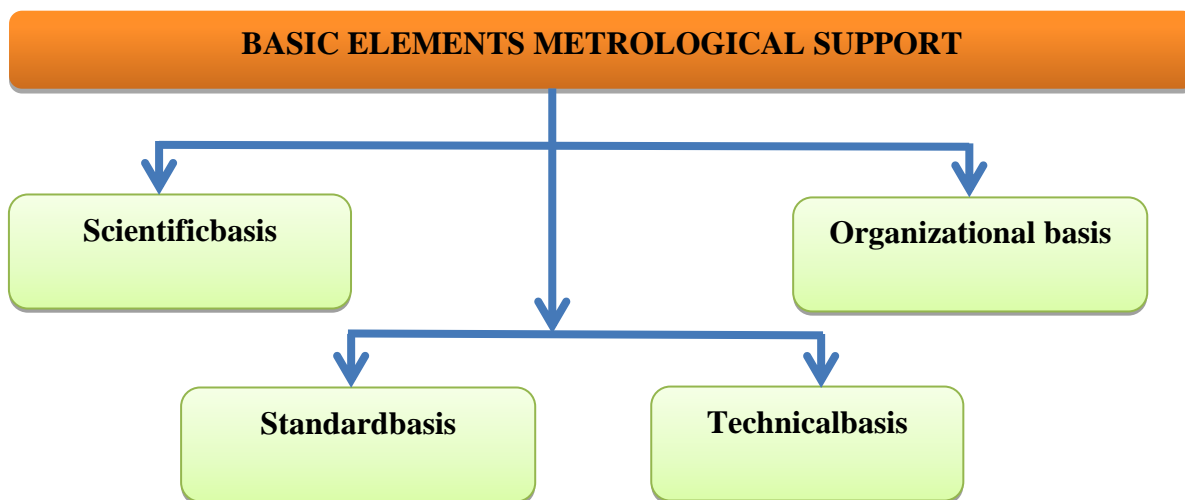 BASIC ELEMENTS METROLOGICAL SUPPORT
Scientificbasis
Organizational basis
Standardbasis
Technicalbasis